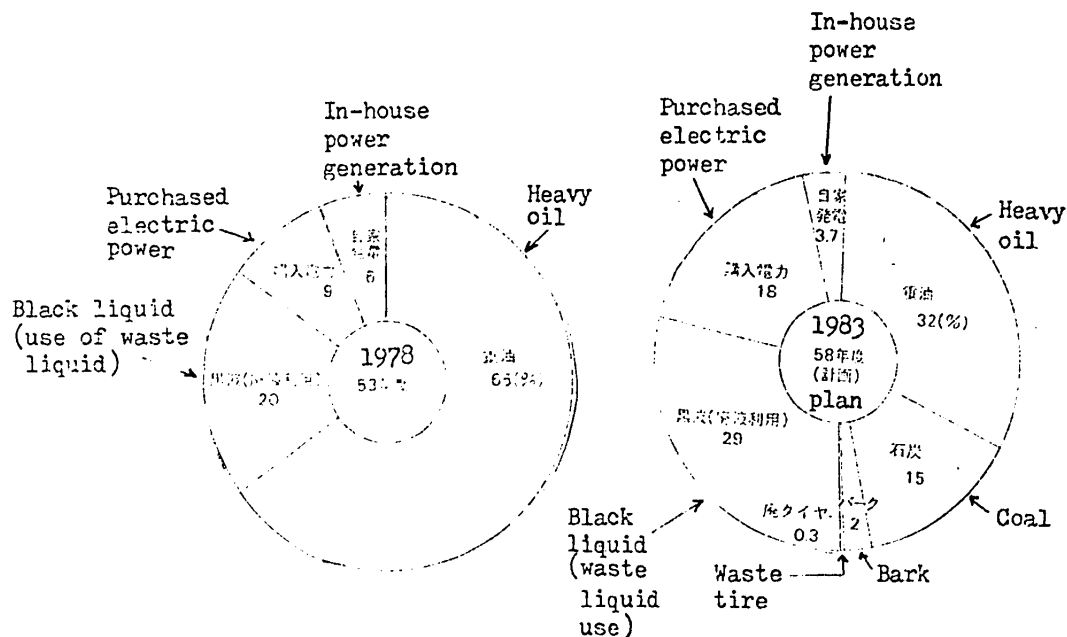 In-house
power
generation
Purchased
electric
power
Heavy
oil
Black liquid
(use of waste
liquid)
6
9
1978
53年度
20
65(%)
In-house
power
generation
Purchased
electric
power
Heavy
oil
自家
発電
3.7
購入電力
18
重油
32(%)
1983
58年度
(計画)
plan
黒液(廃液利用)
29
石炭
15
廃タイヤ
0.3
バーク
2
Coal
Black
liquid
(waste
liquid
use)
Waste
tire
Bark